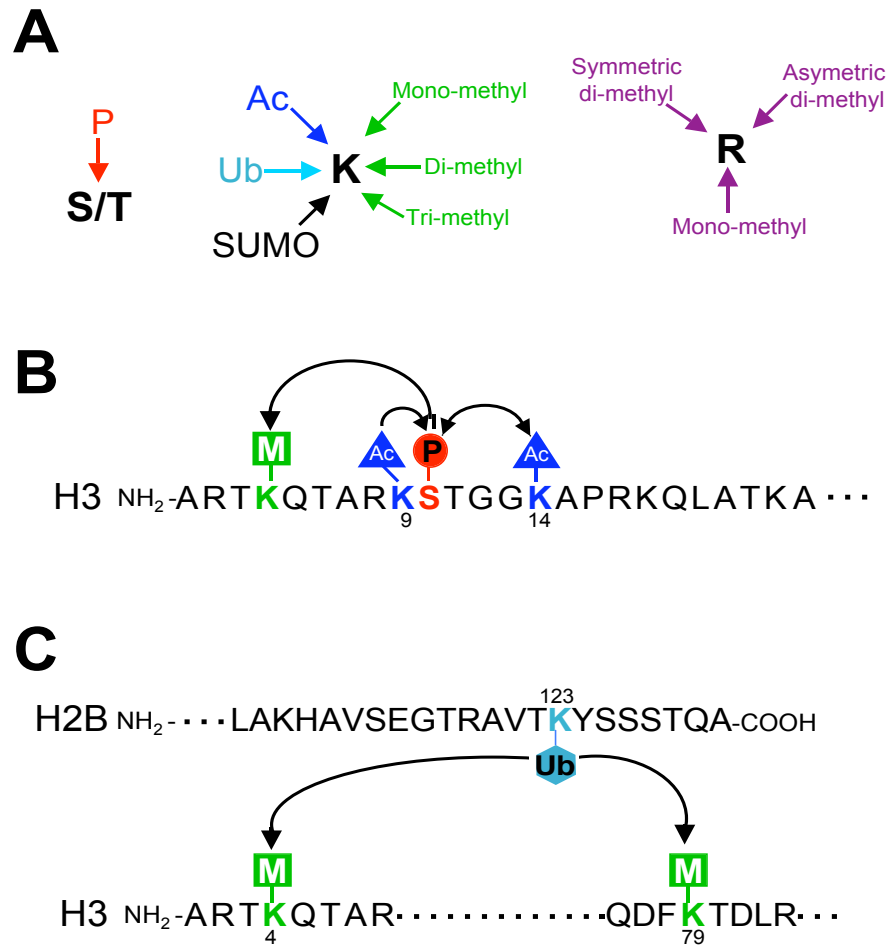 A
P
S/T
Ac
Ub
SUMO
K
Mono-methyl
Di-methyl
Tri-methyl
Symmetric
di-methyl
Asymetric
di-methyl
R
Mono-methyl
B
M
Ac
P
Ac
H3 NH2-ARTKQTARKSTGGKAPRKQLATKA ···
9
14
C
123
H2B NH2- ···LAKHAVSEGTRAVTKYSSSTQA-COOH
Ub
M
M
H3 NH2-ARTKQTAR·············QDFKTDLR···
4
79